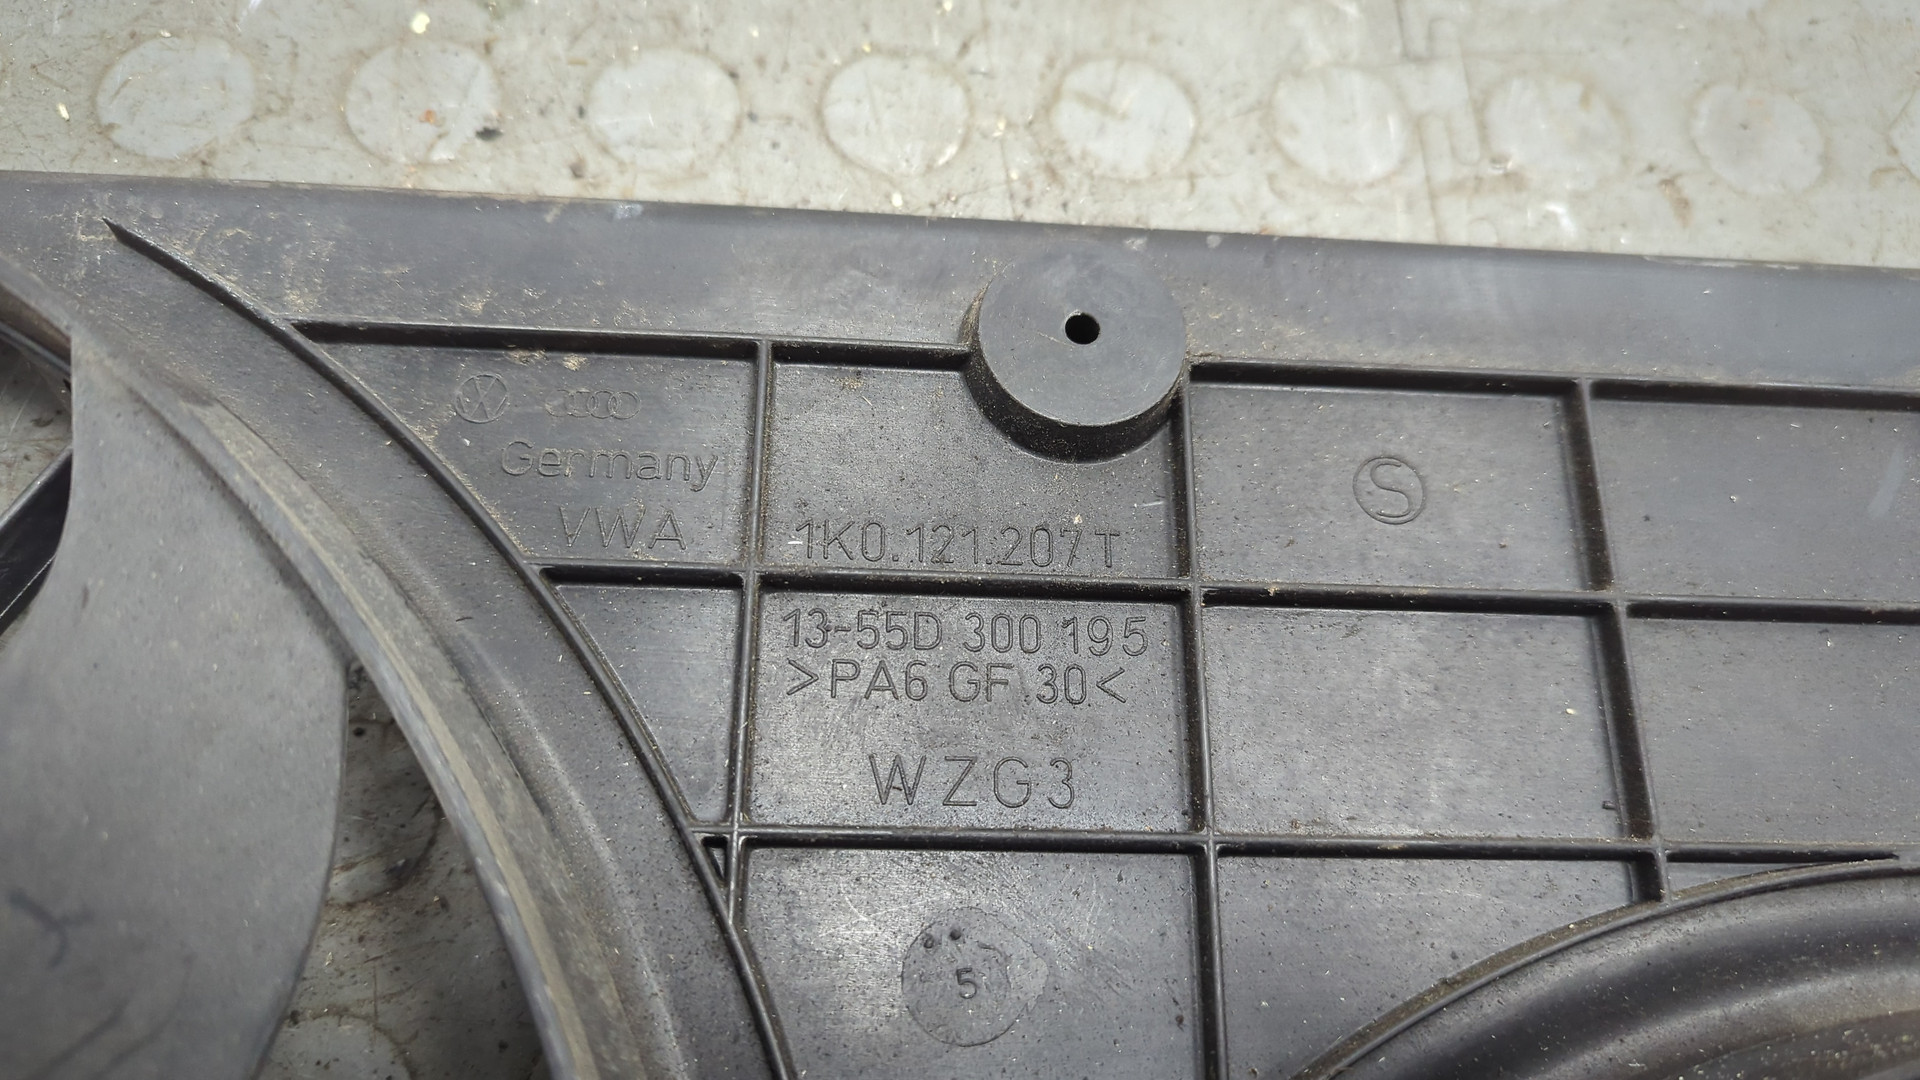 Germany
VWA
1K0.121.207 T
S
13-55D 300 195
>PA6 GF 30<
WZG3
5